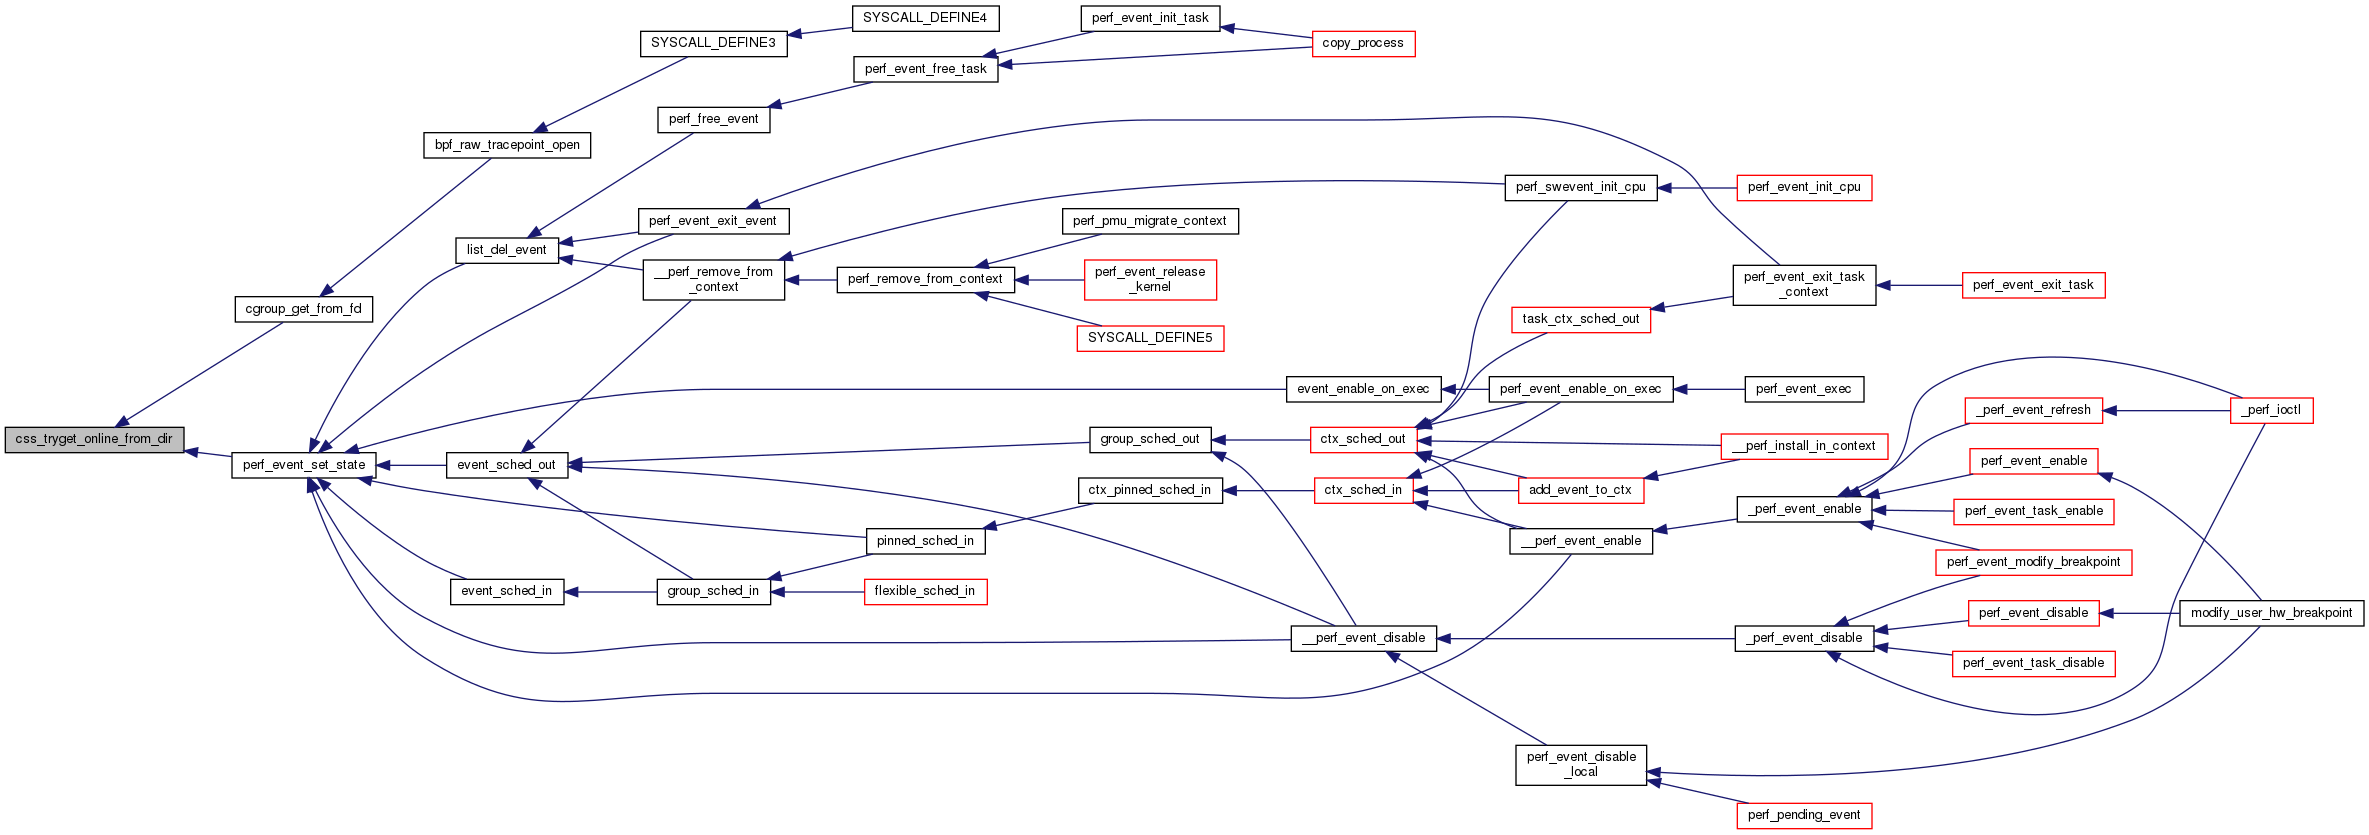 css_tryget_online_from_dir
cgroup_get_from_fd
perf_event_set_state
bpf_raw_tracepoint_open
list_del_event
event_sched_out
event_sched_in
SYSCALL_DEFINE3
perf_free_event
perf_event_exit_event
__perf_remove_from
_context
group_sched_in
SYSCALL_DEFINE4
perf_event_free_task
perf_remove_from_context
pinned_sched_in
flexible_sched_in
perf_event_init_task
perf_pmu_migrate_context
perf_event_release
_kernel
SYSCALL_DEFINE5
group_sched_out
ctx_pinned_sched_in
copy_process
event_enable_on_exec
ctx_sched_out
ctx_sched_in
__perf_event_disable
perf_swevent_init_cpu
task_ctx_sched_out
perf_event_enable_on_exec
add_event_to_ctx
__perf_event_enable
perf_event_disable
_local
perf_event_init_cpu
perf_event_exit_task
_context
perf_event_exec
__perf_install_in_context
_perf_event_enable
_perf_event_disable
perf_pending_event
perf_event_exit_task
_perf_event_refresh
perf_event_enable
perf_event_task_enable
perf_event_modify_breakpoint
perf_event_disable
perf_event_task_disable
_perf_ioctl
modify_user_hw_breakpoint